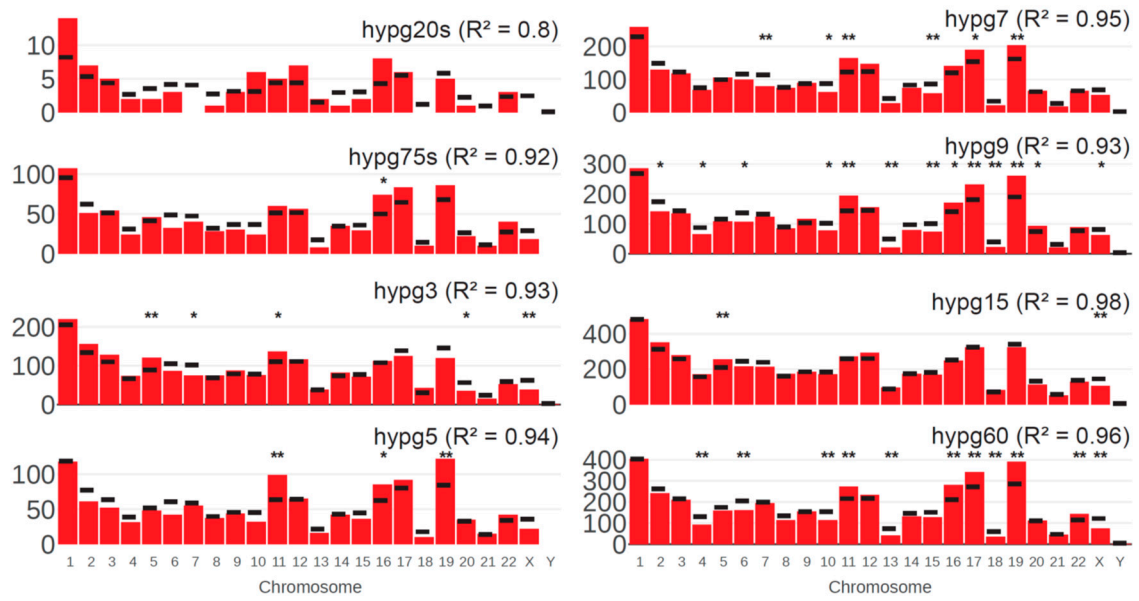 hypg20s (R² = 0.8)
10
5
0
hypg75s (R² = 0.92)
*
100
50
0
hypg3 (R² = 0.93)
** * * * **
200
100
0
hypg5 (R² = 0.94)
** * **
100
50
0
1 2 3 4 5 6 7 8 9 10 11 12 13 14 15 16 17 18 19 20 21 22 X Y
Chromosome
hypg7 (R² = 0.95)
** * ** ** * **
200
100
0
hypg9 (R² = 0.93)
* * * * ** ** ** * ** ** ** * *
300
200
100
0
hypg15 (R² = 0.98)
** **
400
200
0
hypg60 (R² = 0.96)
** ** ** ** ** ** ** ** ** ** **
400
300
200
100
0
1 2 3 4 5 6 7 8 9 10 11 12 13 14 15 16 17 18 19 20 21 22 X Y
Chromosome